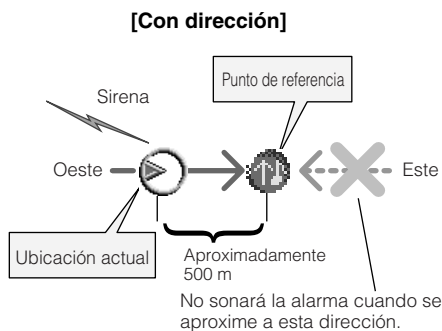 [Con dirección]
Punto de referencia
Sirena
Oeste
Este
Ubicación actual
Aproximadamente
500 m
No sonará la alarma cuando se
aproxime a esta dirección.